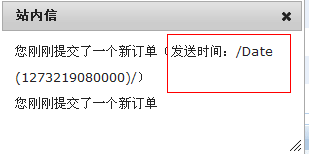 站内信
您刚刚提交了一个新订单（发送时间：/Date
(1273219080000)/）
您刚刚提交了一个新订单